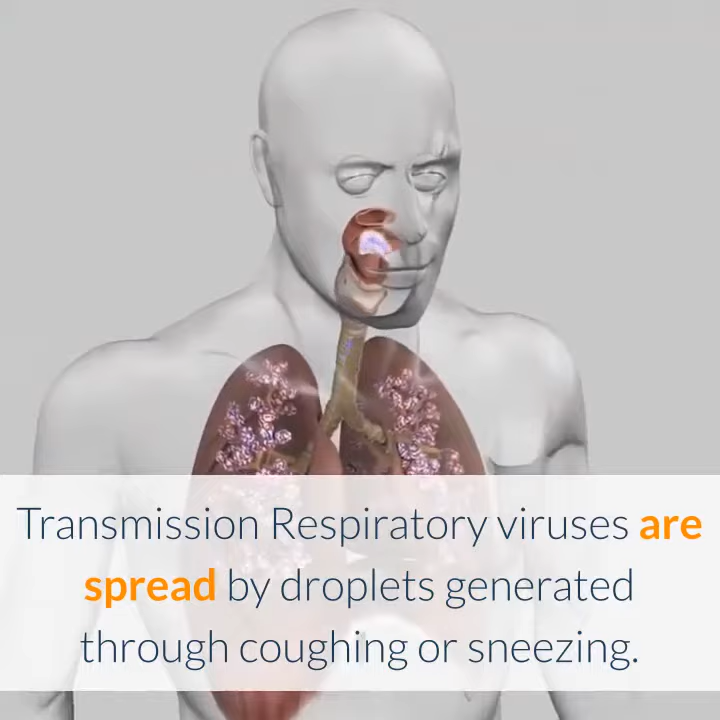 Transmission Respiratory viruses are
spread by droplets generated
through coughing or sneezing.